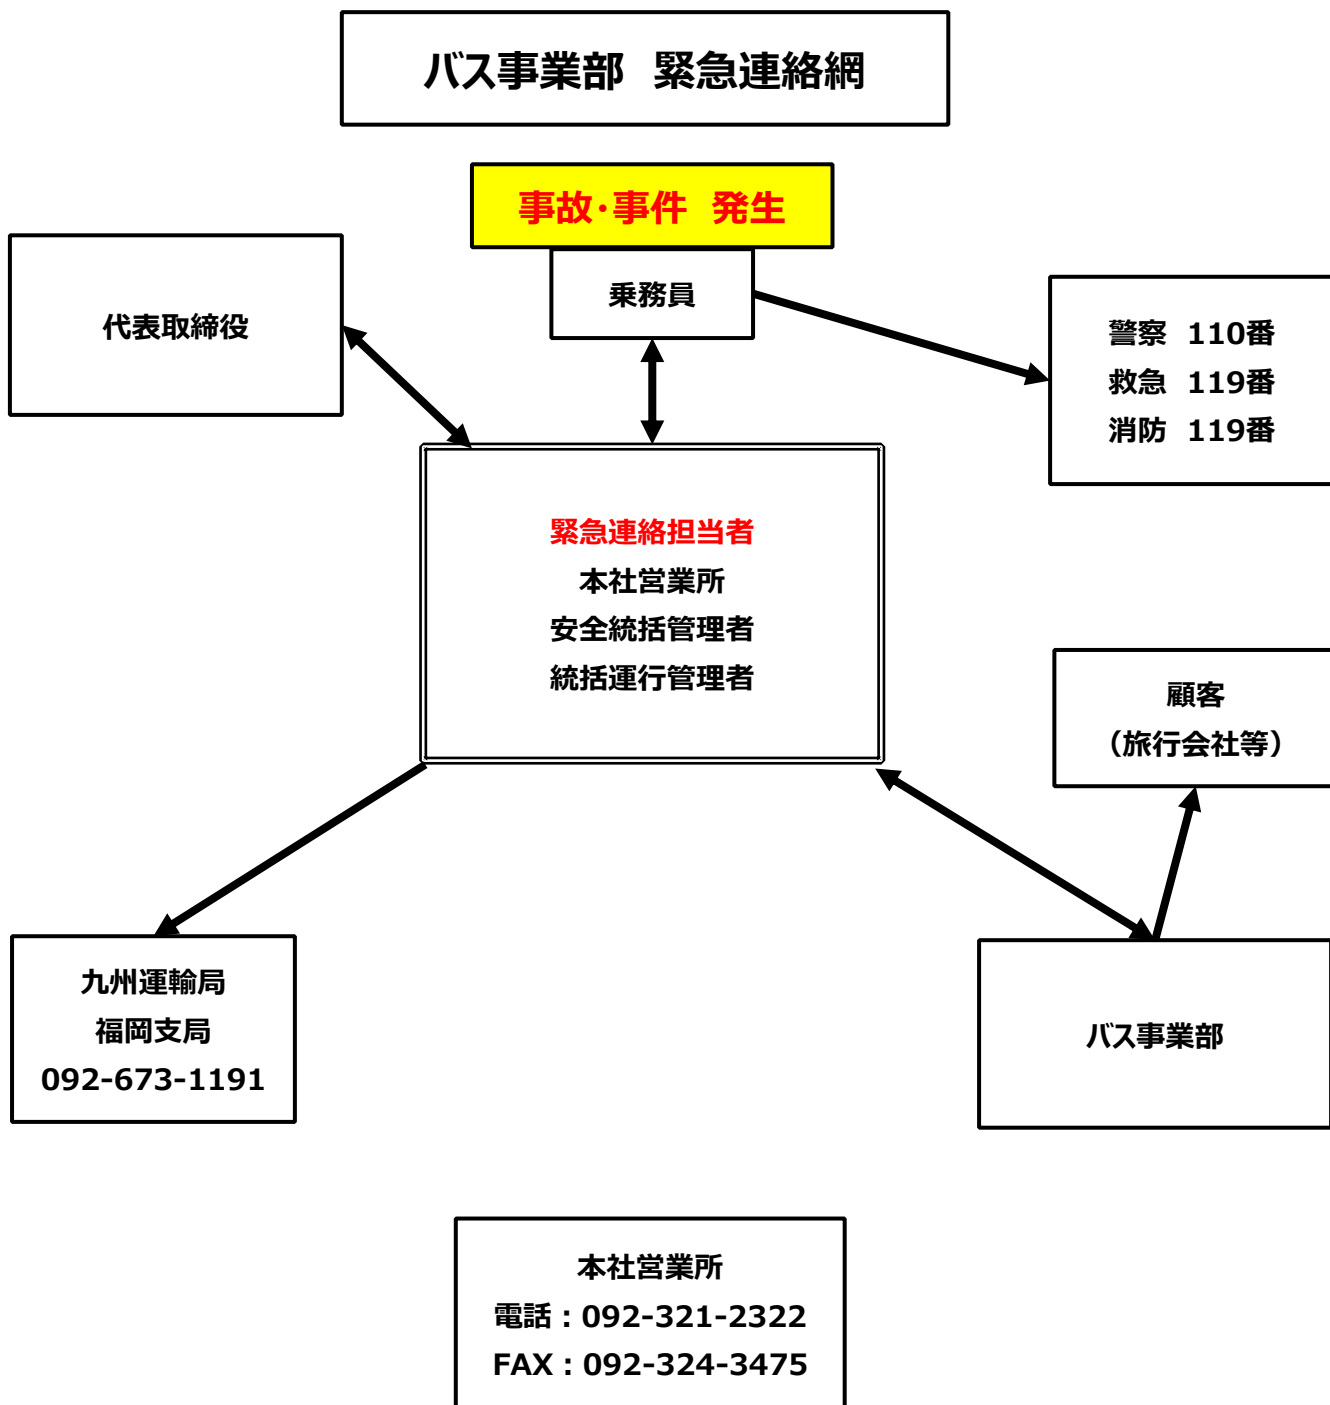 バス事業部 緊急連絡網
事故・事件 発生
乗務員
代表取締役
警察 110番
救急 119番
消防 119番
緊急連絡担当者
本社営業所
安全統括管理者
統括運行管理者
顧客
（旅行会社等）
九州運輸局
福岡支局
092-673-1191
バス事業部
本社営業所
電話：092-321-2322
FAX：092-324-3475